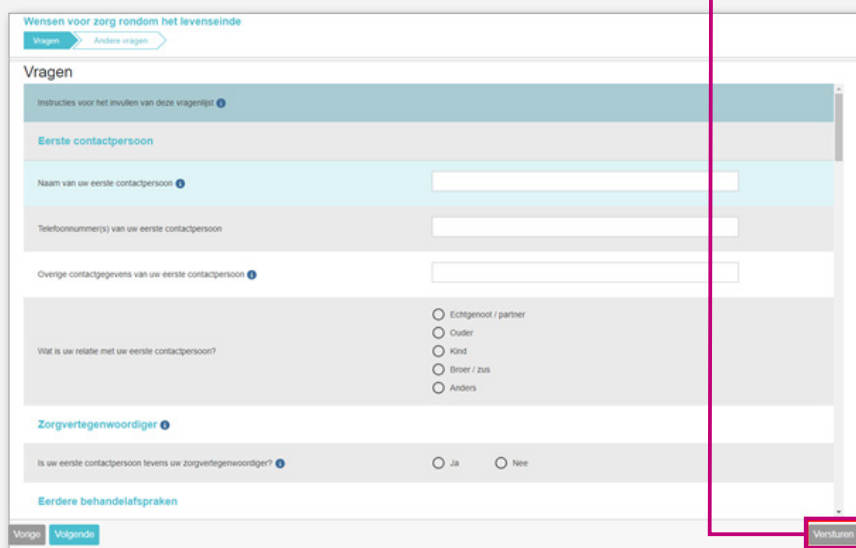 Wensen voor zorg rondom het levenseinde
Vragen Andere vragen
Vragen
Instructies voor het invullen van deze vragenlijst
Eerste contactpersoon
Naam van uw eerste contactpersoon
Telefoonnummer(s) van uw eerste contactpersoon
Overige contactgegevens van uw eerste contactpersoon
Wat is uw relatie met uw eerste contactpersoon?
Echtgenoot / partner
Ouder
Kind
Broer / zus
Anders
Zorgvertegenwoordiger
Is uw eerste contactpersoon tevens uw zorgvertegenwoordiger? Ja Nee
Eerdere behandelafspraken
Vorige Volgende Versturen